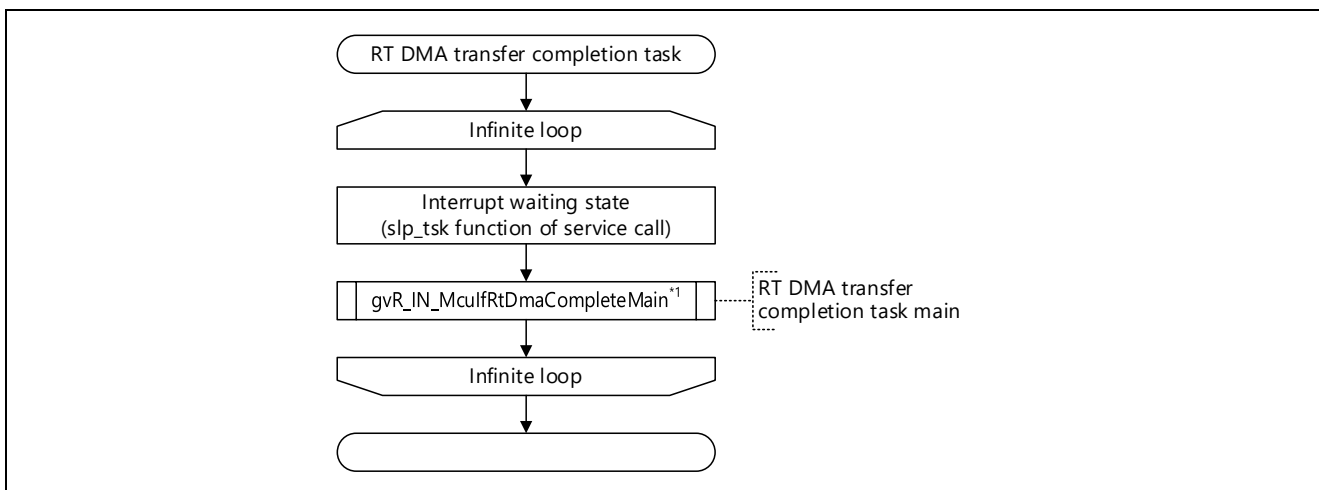 RT DMA transfer completion task
Infinite loop
Interrupt waiting state
(slp_tsk function of service call)
gvR_IN_McuIfRtDmaCompleteMain*1
RT DMA transfer
completion task main
Infinite loop